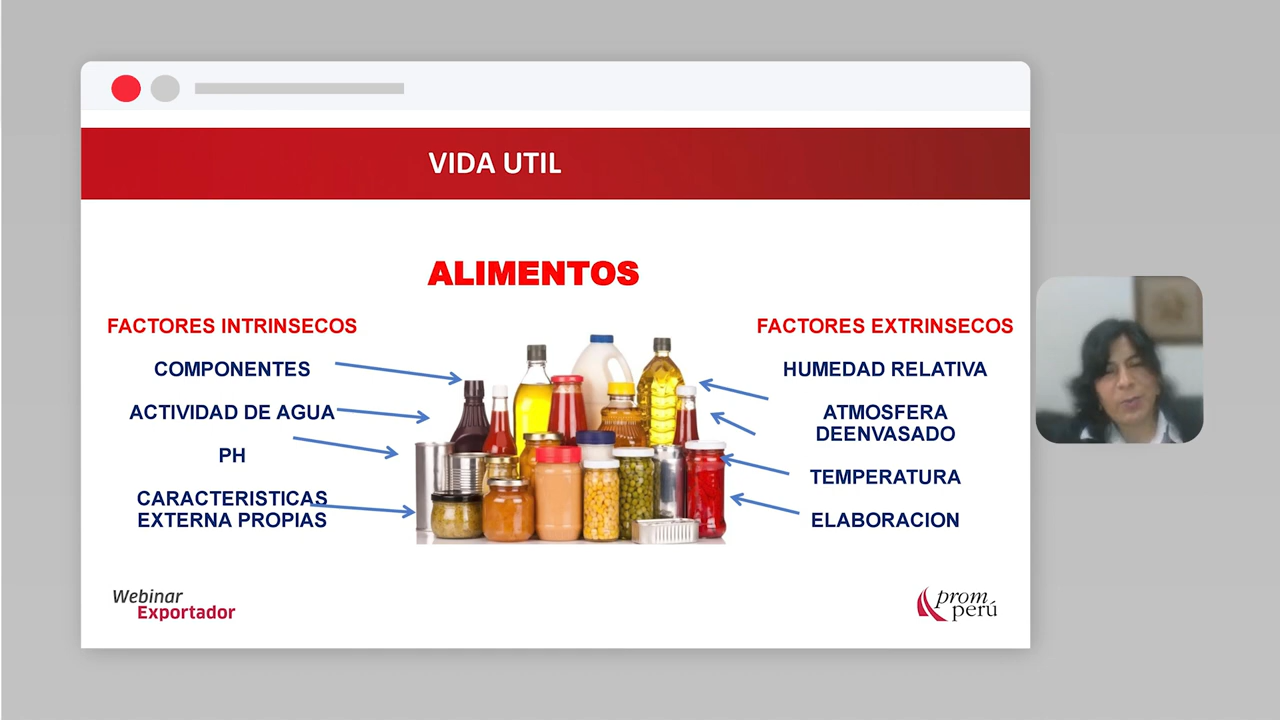 VIDA UTIL
ALIMENTOS
FACTORES INTRINSECOS
COMPONENTES
ACTIVIDAD DE AGUA
PH
CARACTERISTICAS
EXTERNA PROPIAS
FACTORES EXTRINSECOS
HUMEDAD RELATIVA
ATMOSFERA
DEENVASADO
TEMPERATURA
ELABORACION
Webinar
Exportador
prom
perú